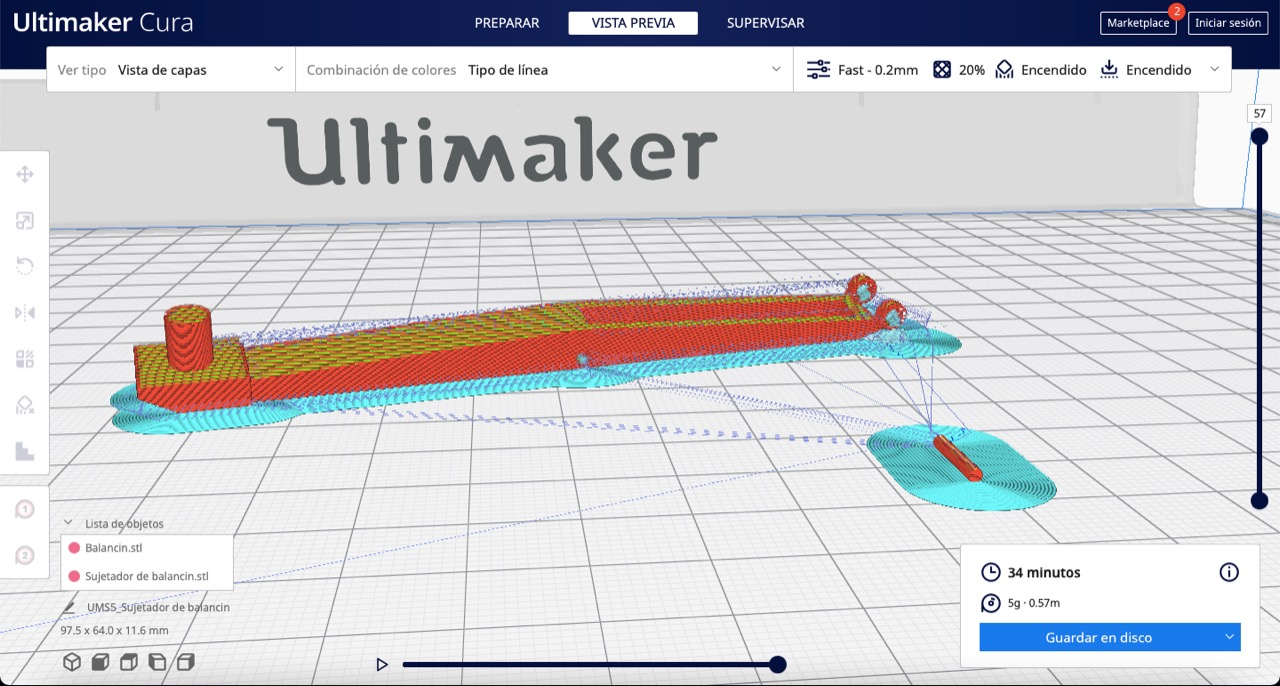 Ultimaker Cura
PREPARAR
VISTA PREVIA
SUPERVISAR
Marketplace
2
Iniciar sesión
Ver tipo Vista de capas
Combinación de colores Tipo de línea
Fast - 0.2mm
20%
Encendido
Encendido
Ultimaker
57
1
2
Lista de objetos
Balancin.stl
Sujetador de balancin.stl
UMS5_Sujetador de balancin
97.5 x 64.0 x 11.6 mm
34 minutos
5g · 0.57m
Guardar en disco